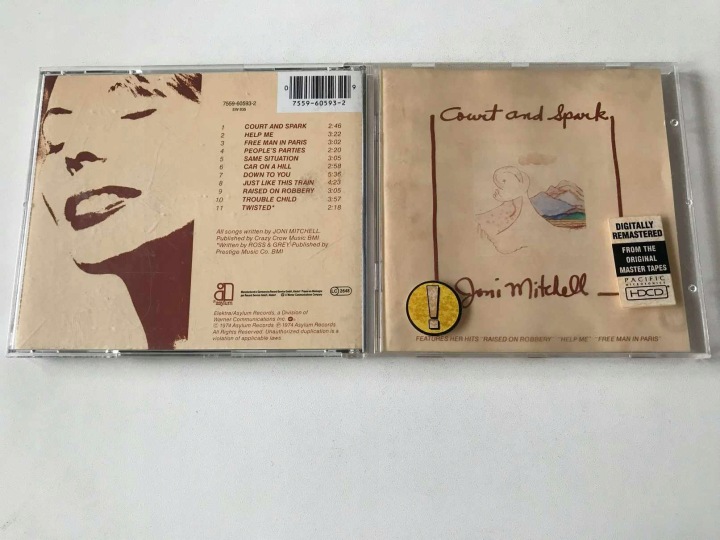 0 9
7559-60593-2
7559-60593-2
1 COURT AND SPARK 2:46
2 HELP ME 3:22
3 FREE MAN IN PARIS 3:02
4 PEOPLE'S PARTIES 2:20
5 SAME SITUATION 3:05
6 CAR ON A HILL 2:58
7 DOWN TO YOU 5:36
8 JUST LIKE THIS TRAIN 4:23
9 RAISED ON ROBBERY 3:05
10 TROUBLE CHILD 3:57
11 TWISTED* 2:18
All songs written by JONI MITCHELL
Published by Crazy Crow Music BMI
*Written by ROSS & GREY Published by
Prestige Music Co. BMI
asylum
LC
Elektra/Asylum Records, a Division of
Warner Communications Inc.
© 1974 Asylum Records ℗ 1974 Asylum Records
All Rights Reserved. Unauthorized duplication is a
violation of applicable laws.
Court and Spark
Joni Mitchell
!
DIGITALLY
REMASTERED
FROM THE
ORIGINAL
MASTER TAPES
PACIFIC
MICROSONICS
HDCD
FEATURES HER HITS "RAISED ON ROBBERY" "HELP ME" "FREE MAN IN PARIS"